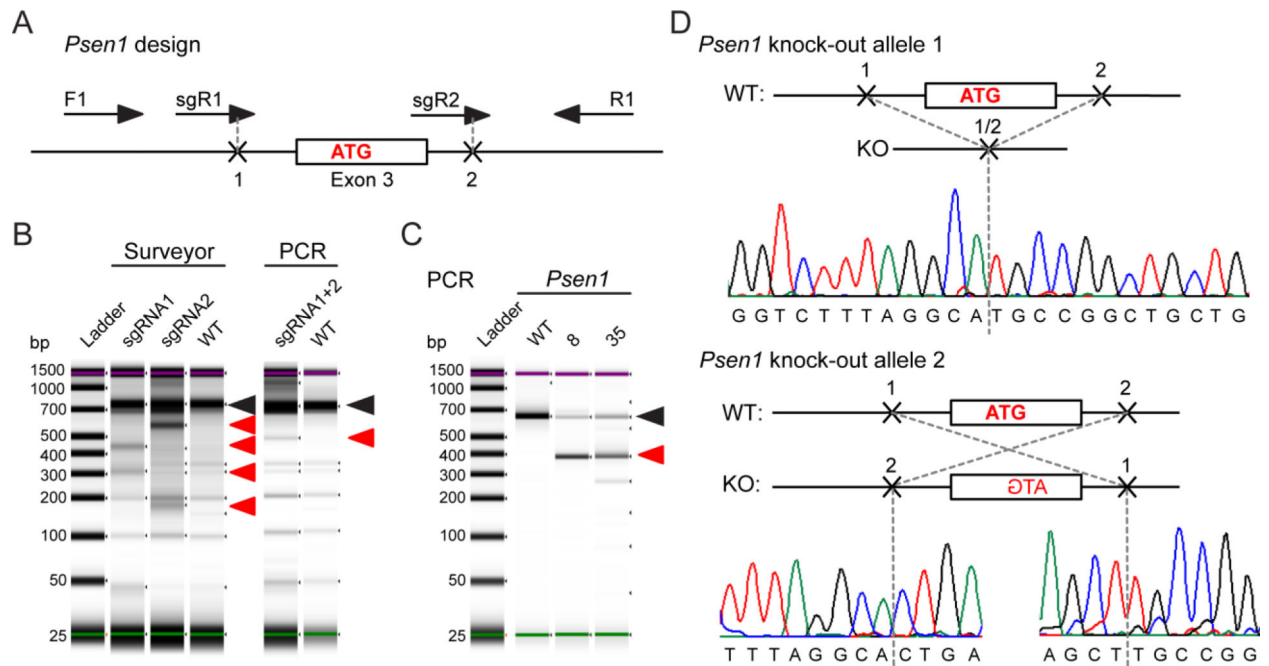 A
Psen1 design
F1
sgR1
sgR2
R1
ATG
1
Exon 3
2
B
Surveyor
PCR
bp
Ladder
sgRNA1
sgRNA2
WT
sgRNA1+2
WT
1500
1000
700
500
400
300
200
100
50
25
C
PCR
Psen1
bp
Ladder
WT
8
35
1500
1000
700
500
400
300
200
100
50
25
D
Psen1 knock-out allele 1
1
2
WT:
ATG
1/2
KO
G G T C T T T A G G C A T G C C G G C T G C T G
Psen1 knock-out allele 2
1
2
WT:
ATG
2
1
KO:
ATG
T T T A G G C A C T G A
A G C T T G C C G G